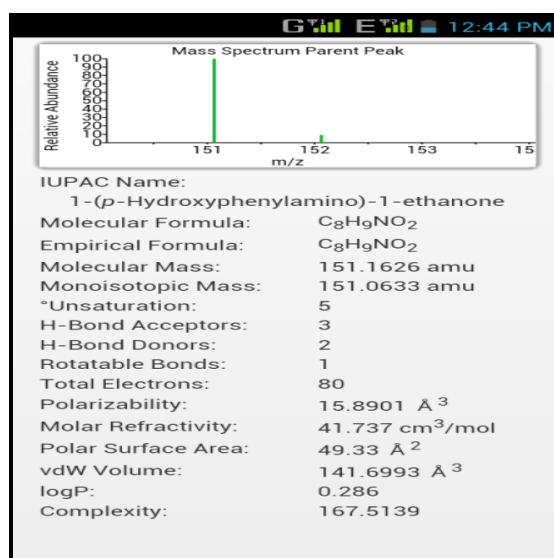 G E 12:44 PM
Mass Spectrum Parent Peak
Relative Abundance
100
90
80
70
60
50
40
30
20
10
0
151 152 153 15
m/z
IUPAC Name:
1-(p-Hydroxyphenylamino)-1-ethanone
Molecular Formula: C₈H₉NO₂
Empirical Formula: C₈H₉NO₂
Molecular Mass: 151.1626 amu
Monoisotopic Mass: 151.0633 amu
°Unsaturation: 5
H-Bond Acceptors: 3
H-Bond Donors: 2
Rotatable Bonds: 1
Total Electrons: 80
Polarizability: 15.8901 Å³
Molar Refractivity: 41.737 cm³/mol
Polar Surface Area: 49.33 Å²
vdW Volume: 141.6993 Å³
logP: 0.286
Complexity: 167.5139